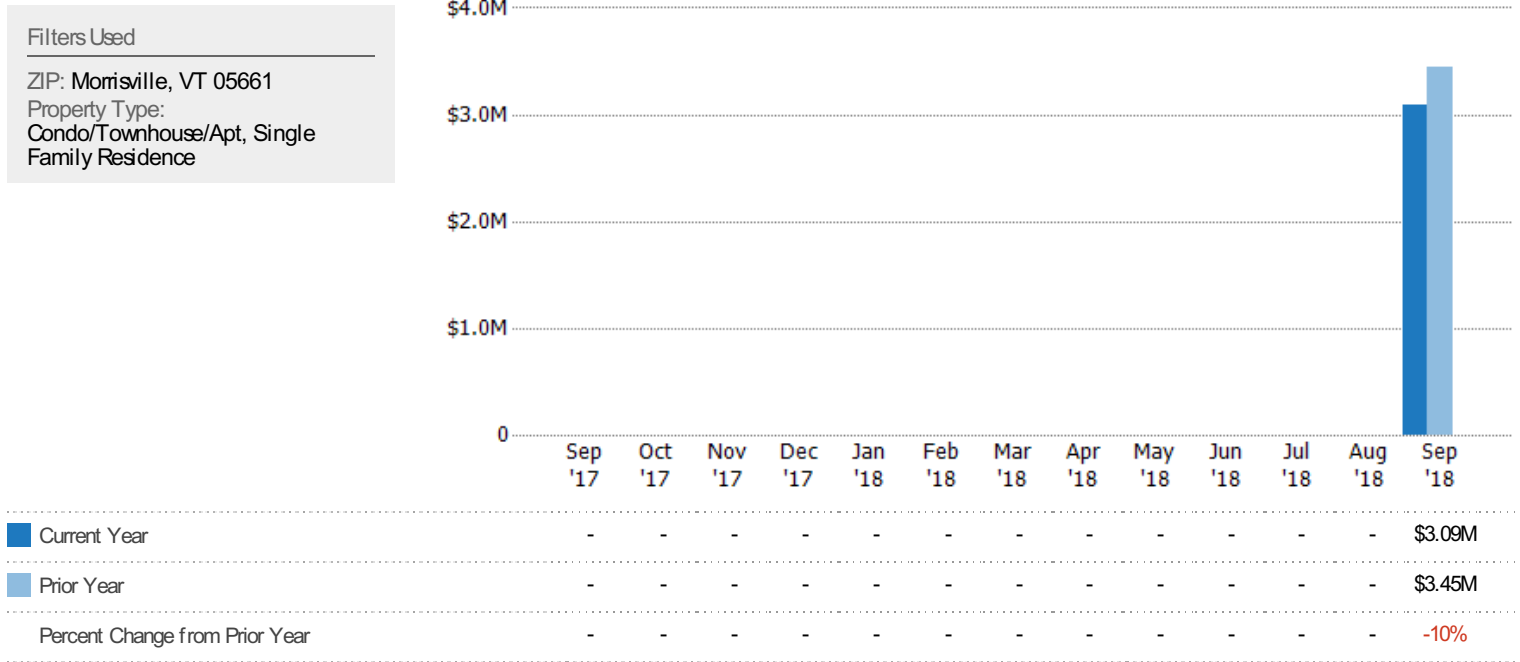 Filters Used
ZIP: Morrisville, VT 05661
Property Type:
Condo/Townhouse/Apt, Single
Family Residence
$4.0M
$3.0M
$2.0M
$1.0M
0
Sep Oct Nov Dec Jan Feb Mar Apr May Jun Jul Aug Sep
'17 '17 '17 '17 '18 '18 '18 '18 '18 '18 '18 '18 '18
Current Year - - - - - - - - - - - - $3.09M
Prior Year - - - - - - - - - - - - $3.45M
Percent Change from Prior Year - - - - - - - - - - - - -10%